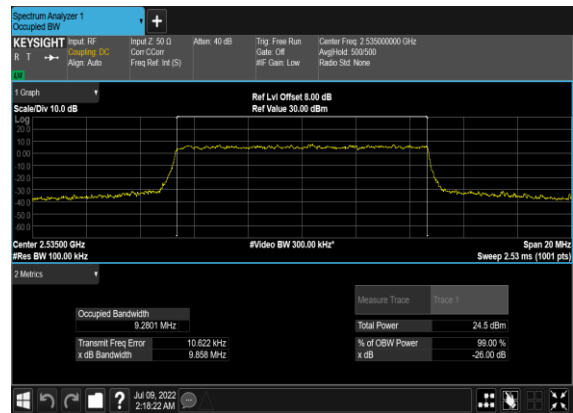 Spectrum Analyzer 1
Occupied BW
+
KEYSIGHT Input: RF Input Z: 50 Ω Atten: 40 dB Trig: Free Run Center Freq: 2.535000000 GHz
R T Coupling: DC Corr CCorr Gate: Off Avg|Hold: 500/500
Align: Auto Freq Ref: Int (S) #IF Gain: Low Radio Std: None
1 Graph
Ref Lvl Offset 8.00 dB
Scale/Div 10.0 dB Ref Value 30.00 dBm
Log
20.0
10.0
0.00
-10.0
-20.0
-30.0
-40.0
-50.0
-60.0
Center 2.53500 GHz #Video BW 300.00 kHz* Span 20 MHz
#Res BW 100.00 kHz Sweep 2.53 ms (1001 pts)
2 Metrics
Measure Trace Trace 1
Occupied Bandwidth
9.2801 MHz Total Power 24.5 dBm
Transmit Freq Error 10.622 kHz % of OBW Power 99.00 %
x dB Bandwidth 9.858 MHz x dB -26.00 dB
? Jul 09, 2022
2:18:22 AM